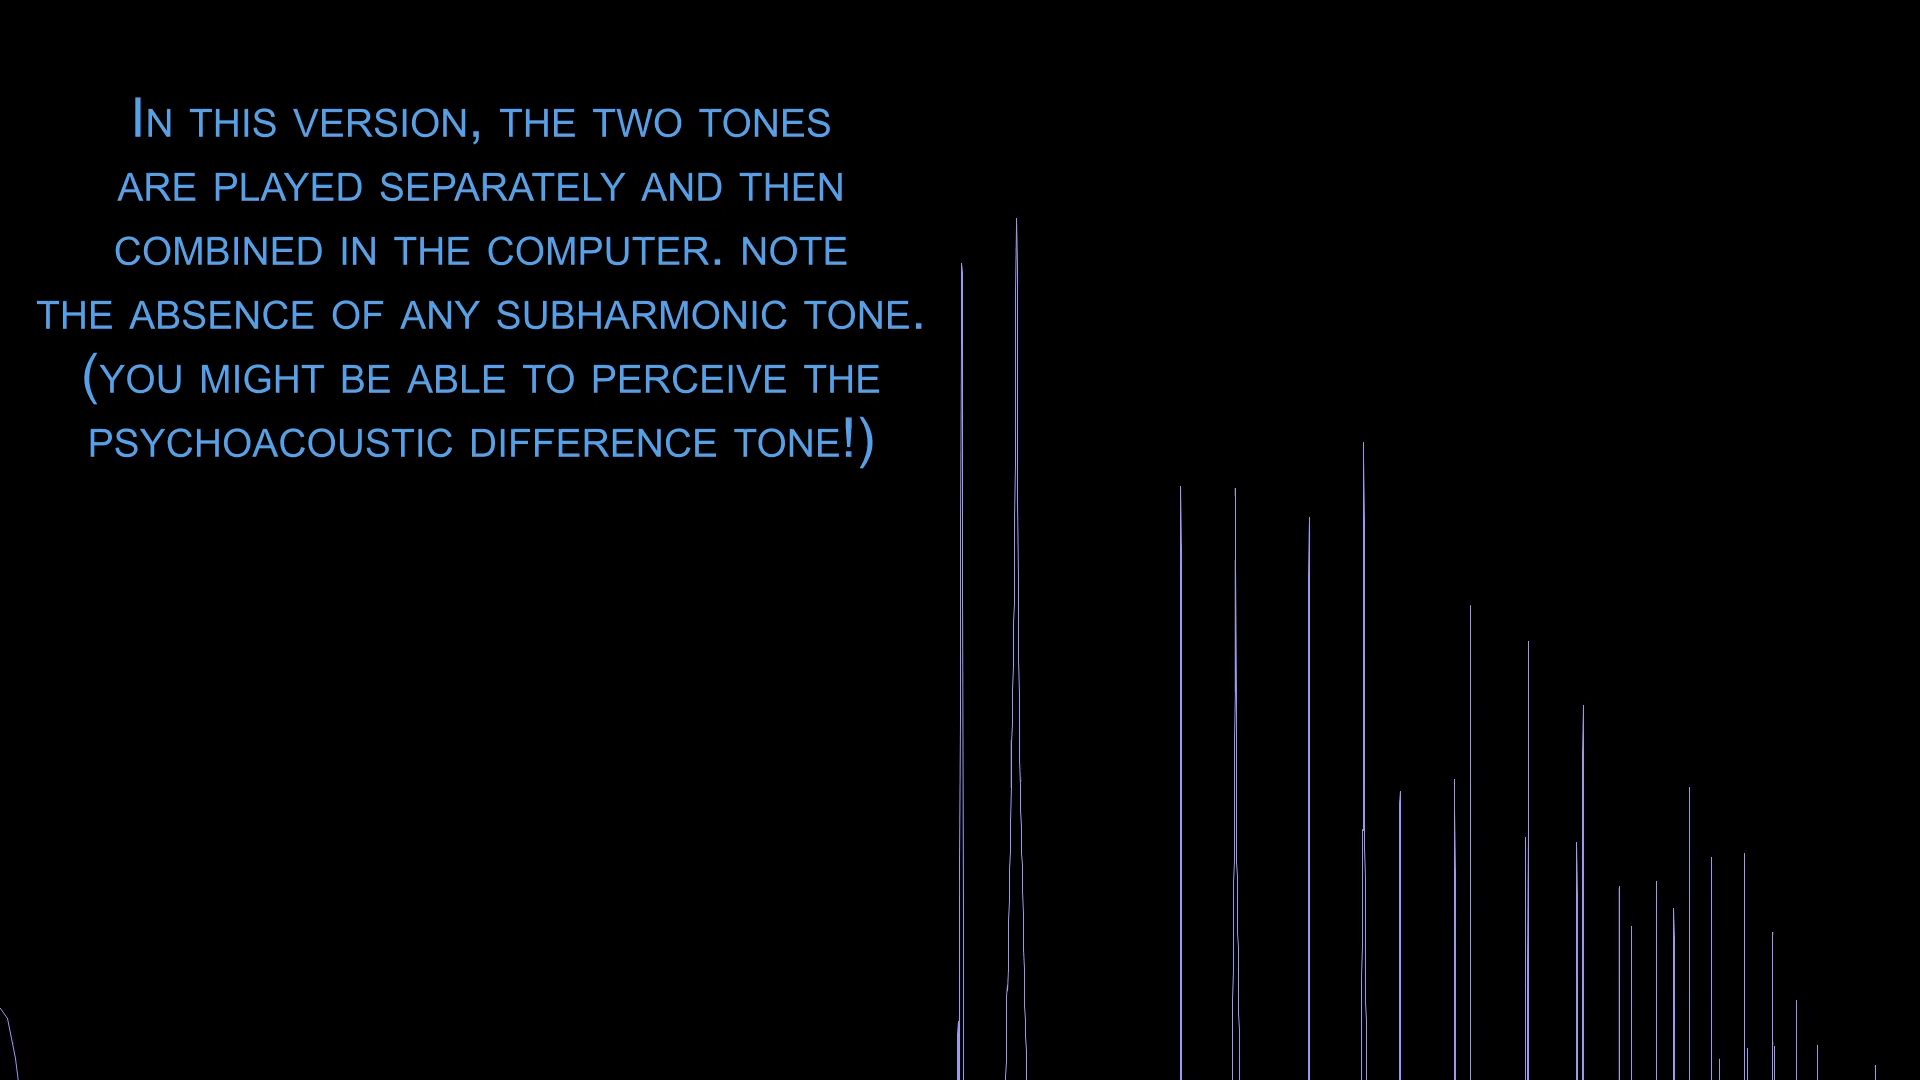 In this version, the two tones
are played separately and then
combined in the computer. note
the absence of any subharmonic tone.
(you might be able to perceive the
psychoacoustic difference tone!)